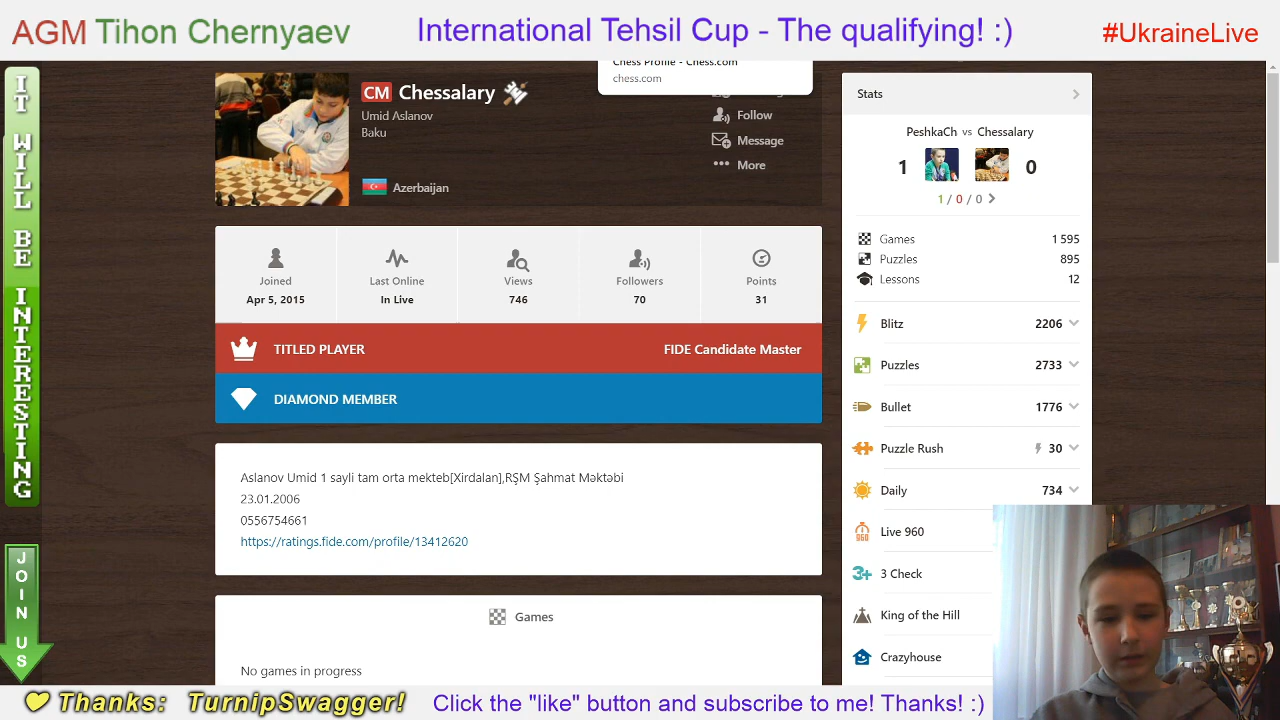 AGM Tihon Chernyaev
International Tehsil Cup - The qualifying! :)
#UkraineLive
IT WILL BE INTERESTING
JOIN US
Chess Profile - Chess.com
chess.com
CM Chessalary
Umid Aslanov
Baku
Azerbaijan
Follow
Message
More
Joined
Apr 5, 2015
Last Online
In Live
Views
746
Followers
70
Points
31
TITLED PLAYER FIDE Candidate Master
DIAMOND MEMBER
Aslanov Umid 1 sayli tam orta mekteb[Xirdalan],RŞM Şahmat Məktəbi
23.01.2006
0556754661
https://ratings.fide.com/profile/13412620
Games
No games in progress
Stats
PeshkaCh vs Chessalary
1 0
1 / 0 / 0
Games 1 595
Puzzles 895
Lessons 12
Blitz 2206
Puzzles 2733
Bullet 1776
Puzzle Rush 30
Daily 734
Live 960
3 Check
King of the Hill
Crazyhouse
Thanks: TurnipSwagger!
Click the "like" button and subscribe to me! Thanks! :)